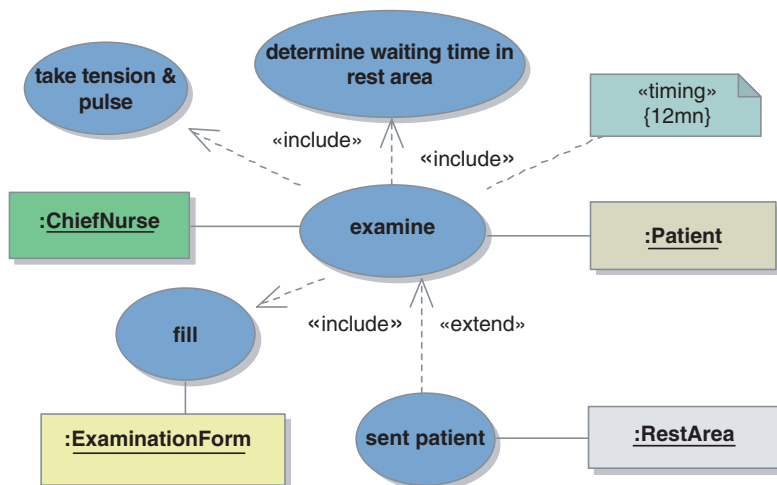 take tension &
pulse
determine waiting time in
rest area
«timing»
{12mn}
«include»
«include»
:ChiefNurse
examine
:Patient
fill
«include»
«extend»
:ExaminationForm
sent patient
:RestArea